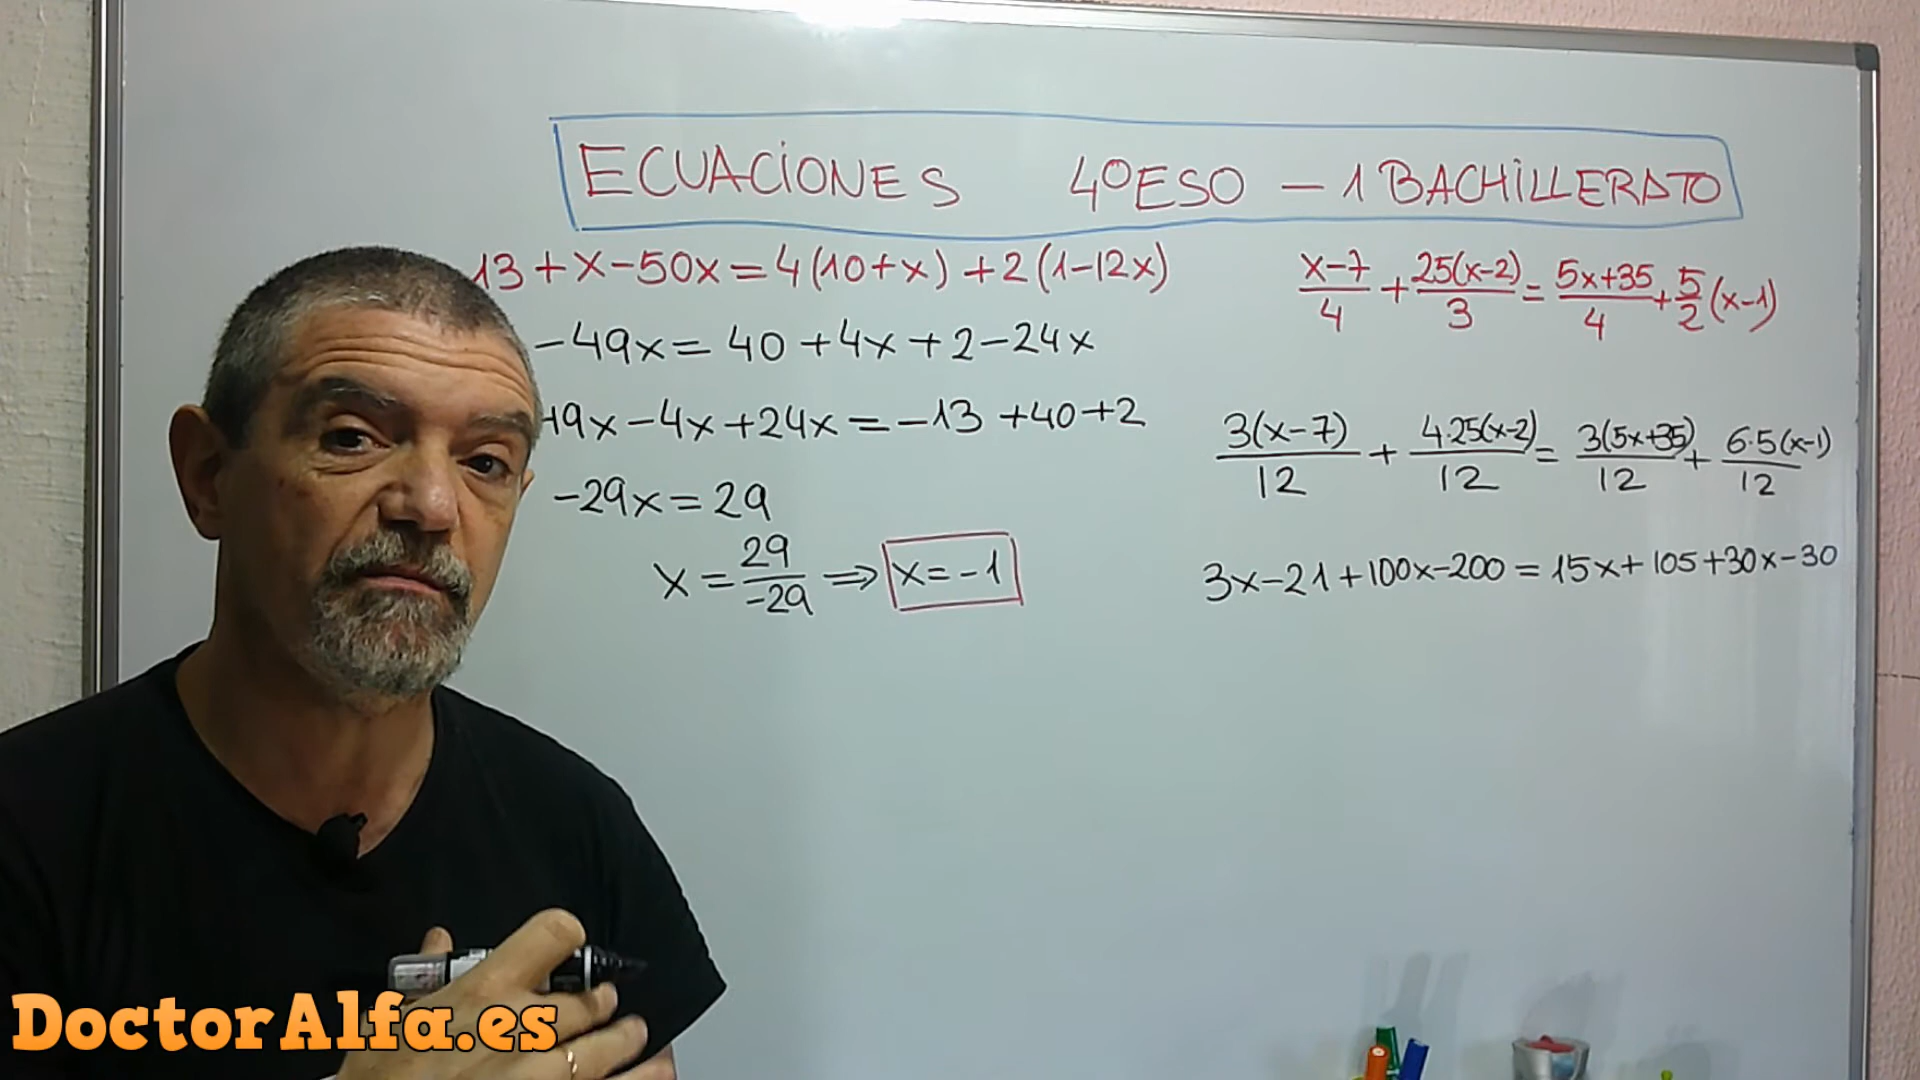 ECUACIONES 4ºESO - 1 BACHILLERATO
13+x-50x=4(10+x)+2(1-12x)
-49x=40+4x+2-24x
49x-4x+24x=-13+40+2
-29x=29
x=29/-29 ⇒ x=-1
(x-7)/4+25(x-2)/3=(5x+35)/4+5/2(x-1)
3(x-7)/12+4·25(x-2)/12=3(5x+35)/12+6·5(x-1)/12
3x-21+100x-200=15x+105+30x-30
DoctorAlfa.es